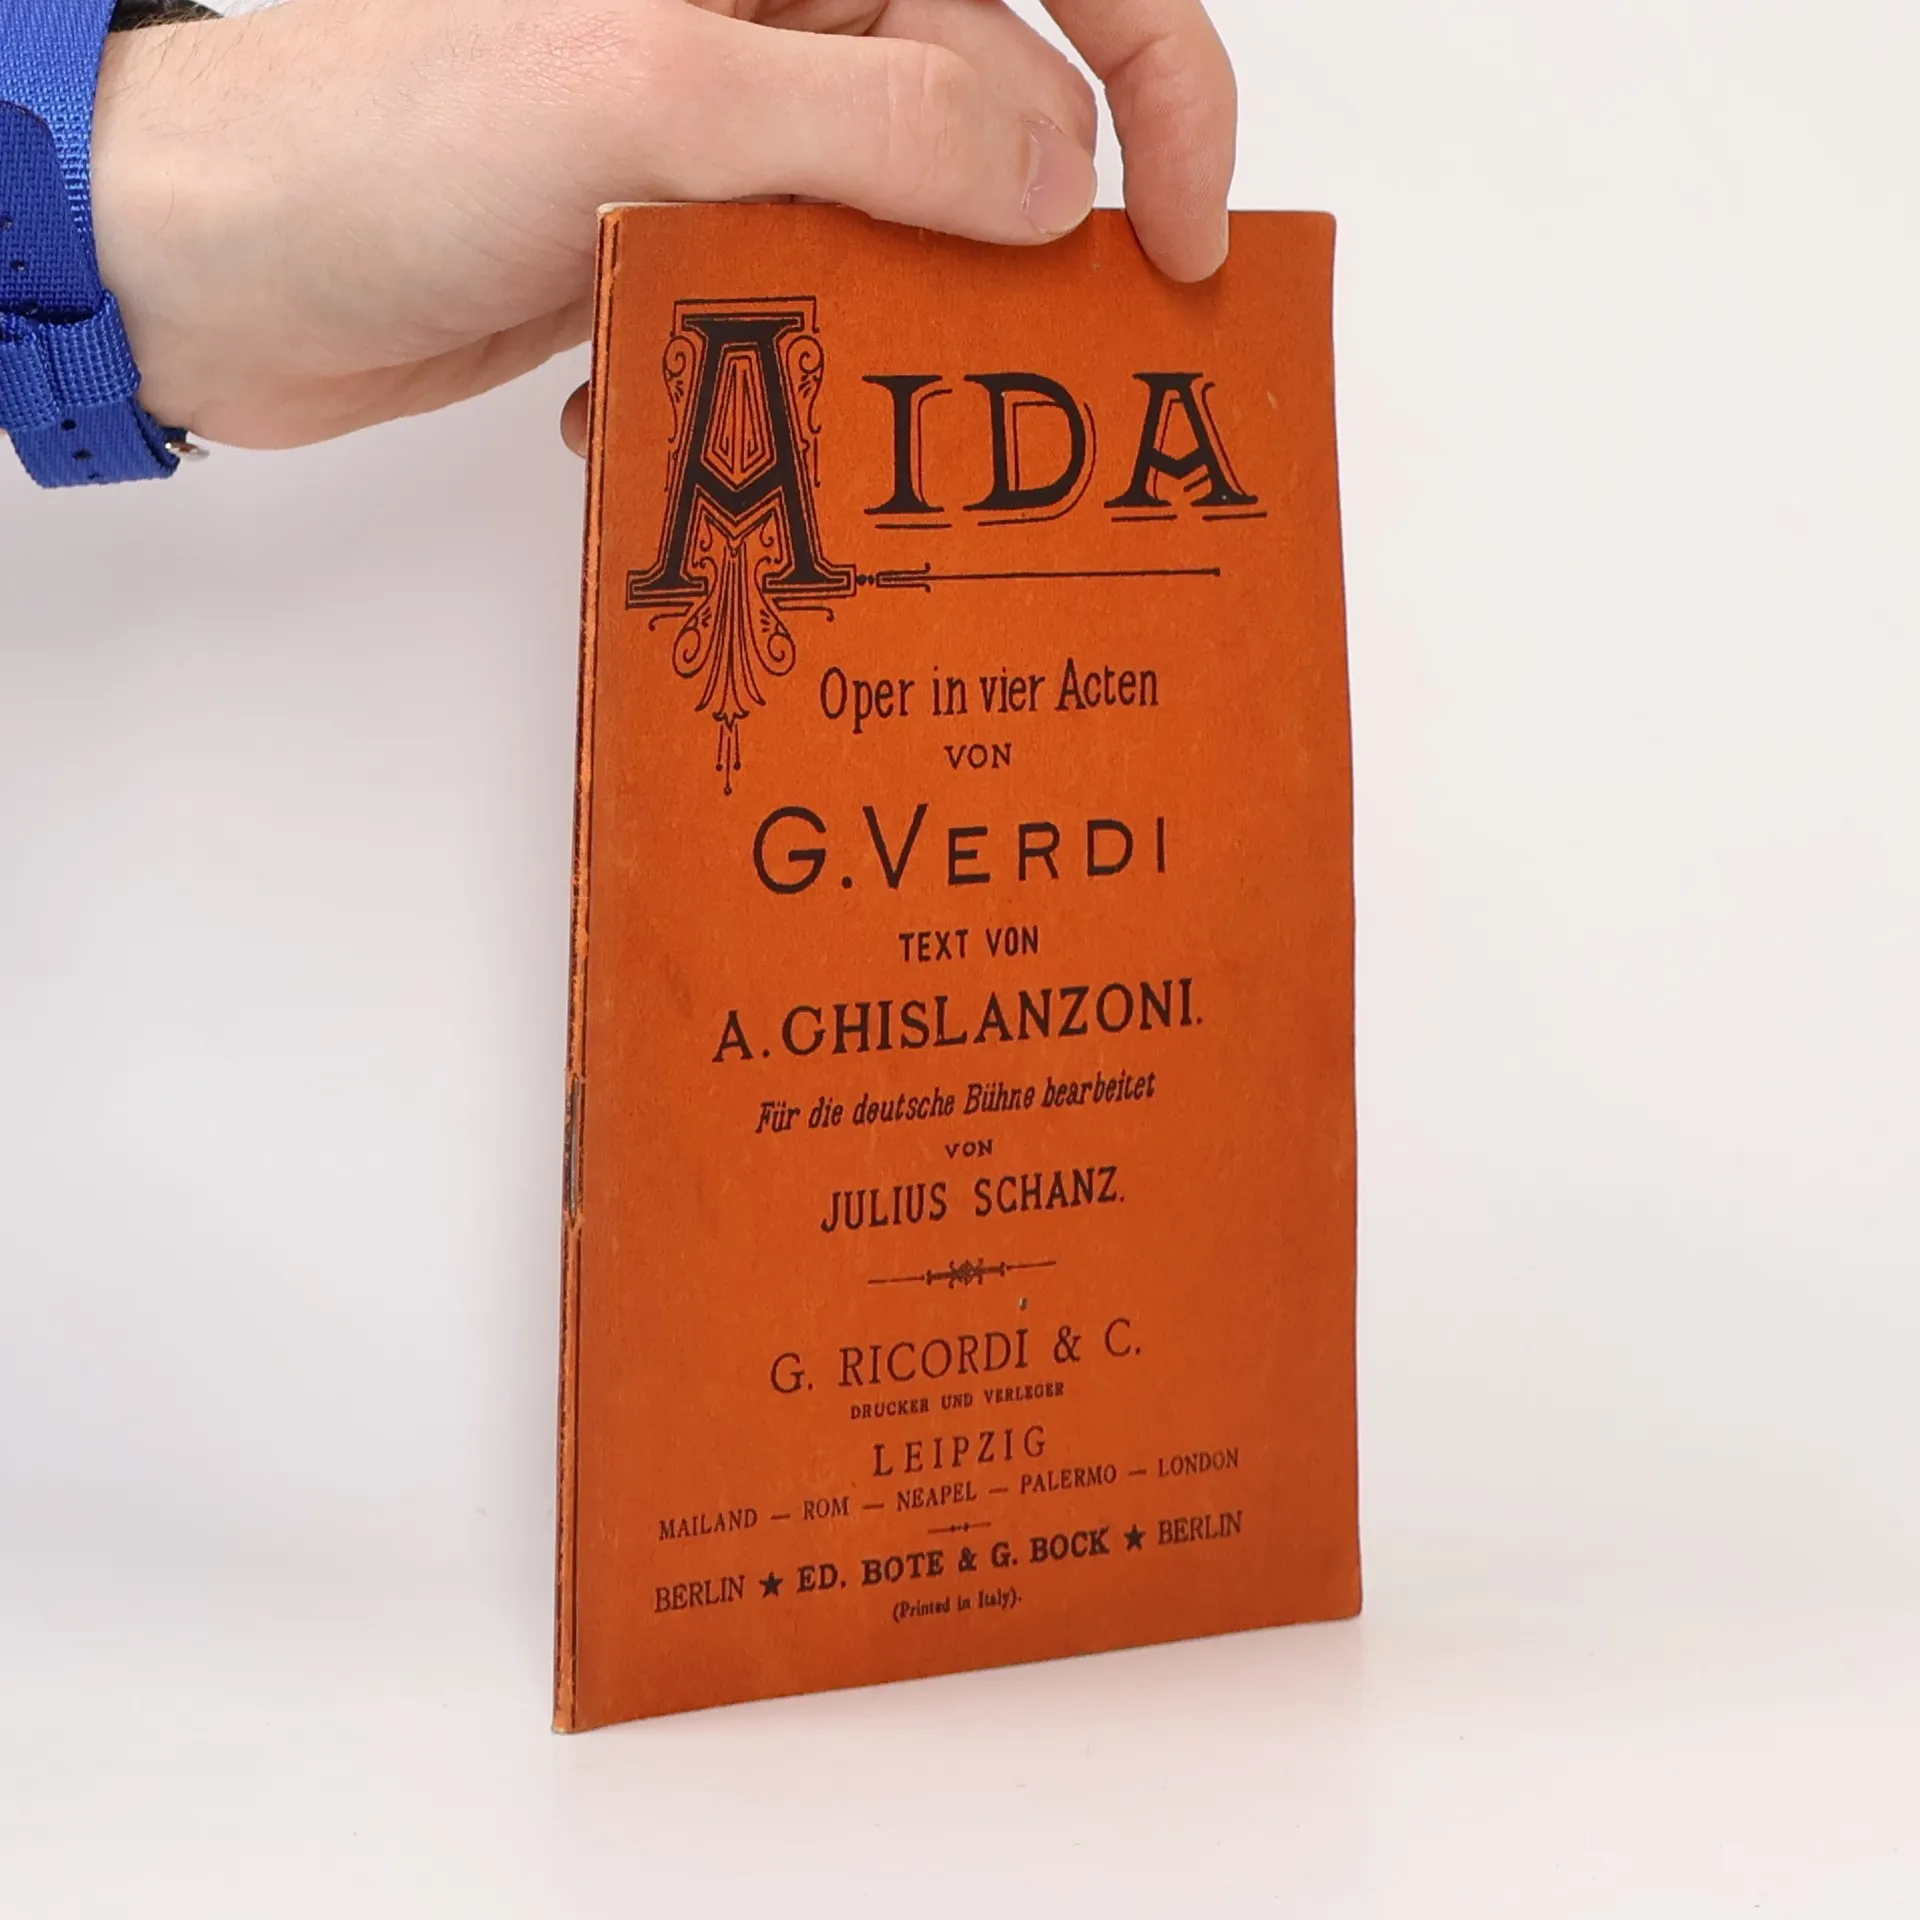 AIDA
Oper in vier Acten
VON
G. VERDI
TEXT VON
A. GHISLANZONI.
Für die deutsche Bühne bearbeitet
VON
JULIUS SCHANZ.
G. RICORDI & C.
DRUCKER UND VERLEGER
LEIPZIG
MAILAND — ROM — NEAPEL — PALERMO — LONDON
BERLIN ★ ED. BOTE & G. BOCK ★ BERLIN
(Printed in Italy).